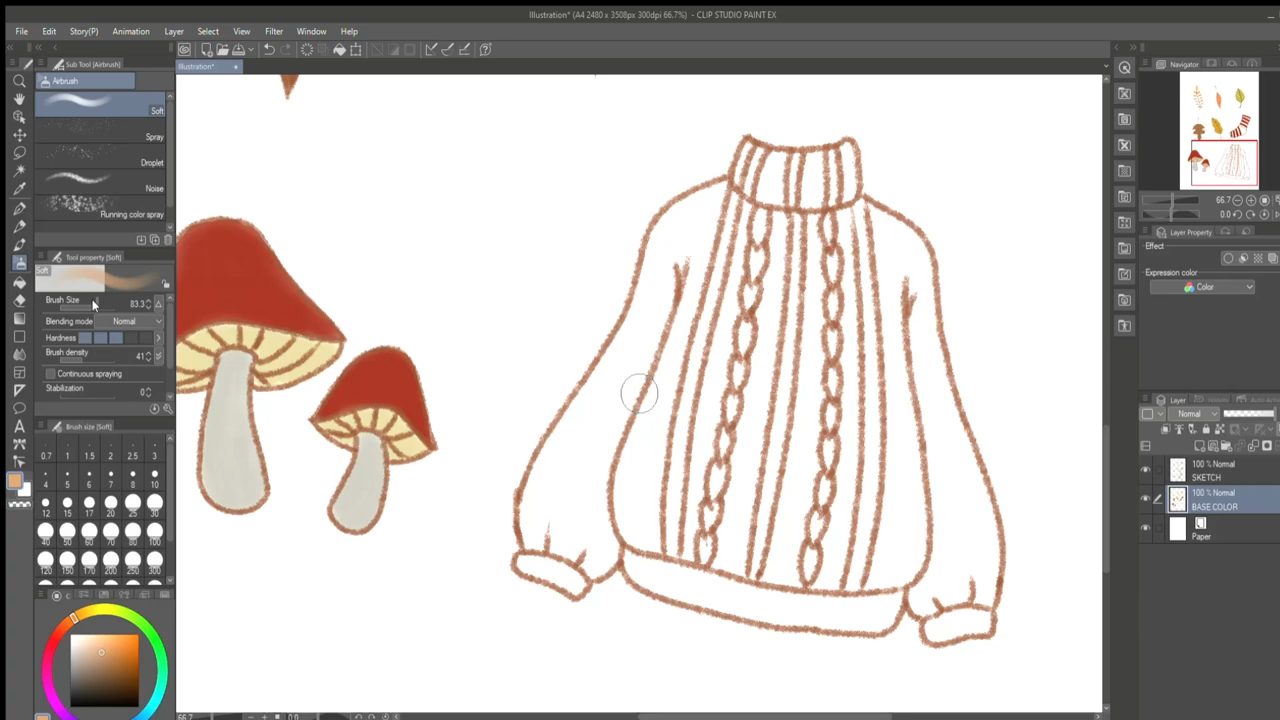 Illustration* (A4 2480 x 3508px 300dpi 66.7%) - CLIP STUDIO PAINT EX
File Edit Story(P) Animation Layer Select View Filter Window Help
Sub Tool [Airbrush]
Illustration*
Navigator
Airbrush
Soft
Spray
Droplet
Noise
Running color spray
66.7
0.0
Tool property [Soft]
Layer Property
Soft
Effect
Brush Size 83.3
Expression color
Color
Blending mode Normal
Hardness
Brush density 41
Continuous spraying
Stabilization 0
Layer
Normal
Brush size [Soft]
0.7 1 1.5 2 2.5 3
4 5 6 7 8 10
12 15 17 20 25 30
40 50 60 70 80 100
120 150 170 200 250 300
100 % Normal
SKETCH
100 % Normal
BASE COLOR
Paper
66.7 0.0